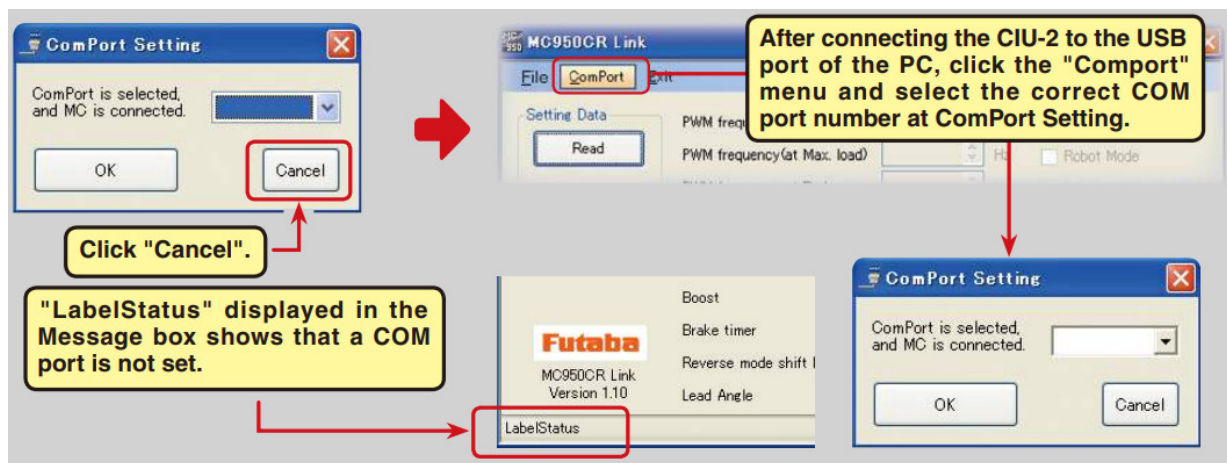 ComPort Setting
ComPort is selected,
and MC is connected.
OK
Cancel
Click "Cancel".
MC950CR Link
File
ComPort
Exit
Setting Data
Read
PWM frequency(at Max. load)
Hz
Robot Mode
After connecting the CIU-2 to the USB
port of the PC, click the "Comport"
menu and select the correct COM
port number at ComPort Setting.
"LabelStatus" displayed in the
Message box shows that a COM
port is not set.
Futaba
MC950CR Link
Version 1.10
LabelStatus
Boost
Brake timer
Reverse mode shift
Lead Angle
ComPort Setting
ComPort is selected,
and MC is connected.
OK
Cancel